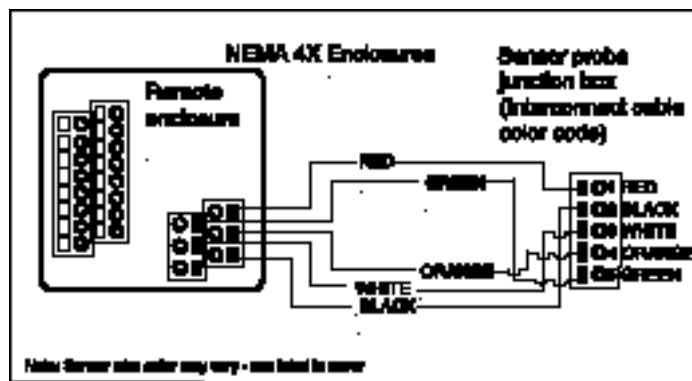 NEMA 4X Enclosures
Sensor probe
junction box
(Interconnect cable
color code)
Remote
enclosure
RED
GREEN
RED
BLACK
WHITE
ORANGE
GREEN
ORANGE
WHITE
BLACK
Note: Sensor wire color may vary - see label in cover